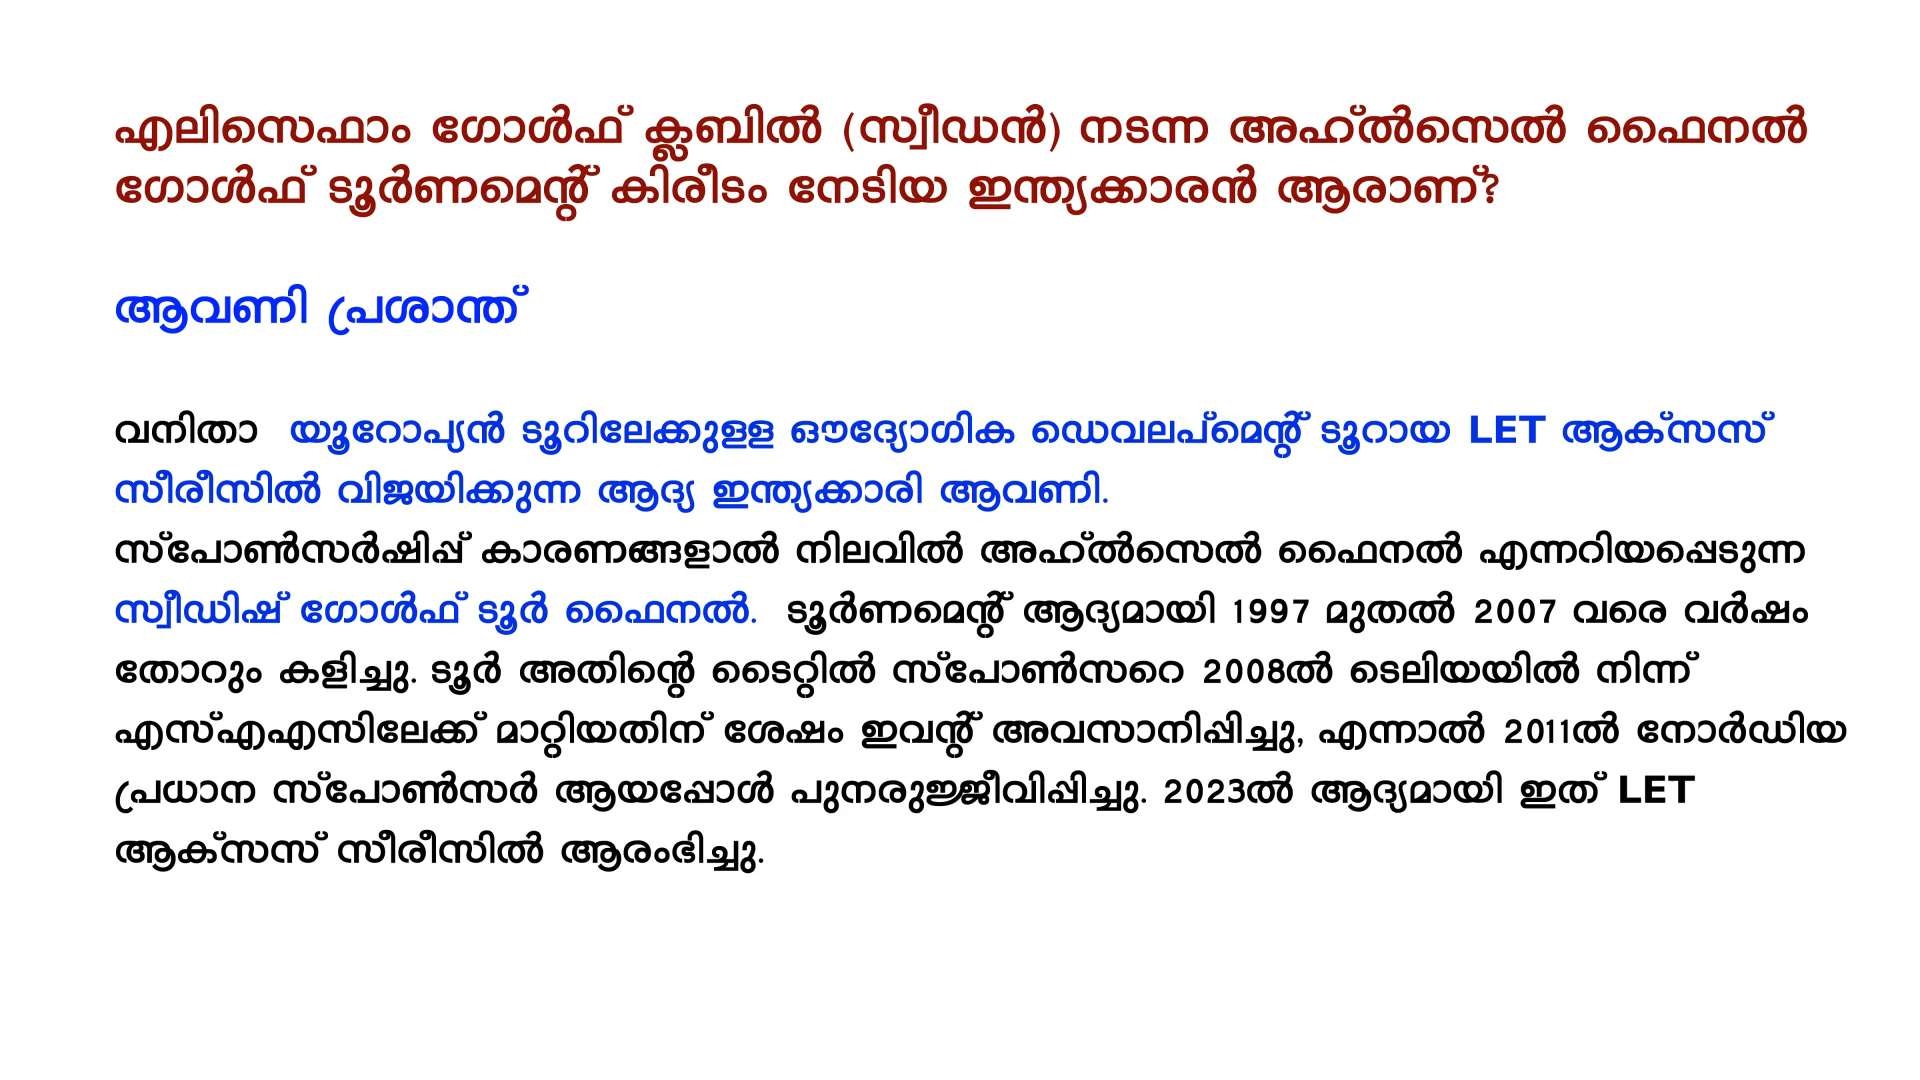 എലിസെഫാം ഗോൾഫ് ക്ലബിൽ (സ്വീഡൻ) നടന്ന അഹ്ൽസെൽ ഫൈനൽ
ഗോൾഫ് ടൂർണമെന്റ് കിരീടം നേടിയ ഇന്ത്യക്കാരൻ ആരാണ്?
ആവണി പ്രശാന്ത്
വനിതാ യൂറോപ്യൻ ടൂറിലേക്കുള്ള ഔദ്യോഗിക ഡെവലപ്മെന്റ് ടൂറായ LET ആക്സസ്
സീരീസിൽ വിജയിക്കുന്ന ആദ്യ ഇന്ത്യക്കാരി ആവണി.
സ്പോൺസർഷിപ്പ് കാരണങ്ങളാൽ നിലവിൽ അഹ്ൽസെൽ ഫൈനൽ എന്നറിയപ്പെടുന്ന
സ്വീഡിഷ് ഗോൾഫ് ടൂർ ഫൈനൽ. ടൂർണമെന്റ് ആദ്യമായി 1997 മുതൽ 2007 വരെ വർഷം
തോറും കളിച്ചു. ടൂർ അതിന്റെ ടൈറ്റിൽ സ്പോൺസറെ 2008ൽ ടെലിയയിൽ നിന്ന്
എസ്എഎസിലേക്ക് മാറ്റിയതിന് ശേഷം ഇവന്റ് അവസാനിപ്പിച്ചു, എന്നാൽ 2011ൽ നോർഡിയ
പ്രധാന സ്പോൺസർ ആയപ്പോൾ പുനരുജ്ജീവിപ്പിച്ചു. 2023ൽ ആദ്യമായി ഇത് LET
ആക്സസ് സീരീസിൽ ആരംഭിച്ചു.